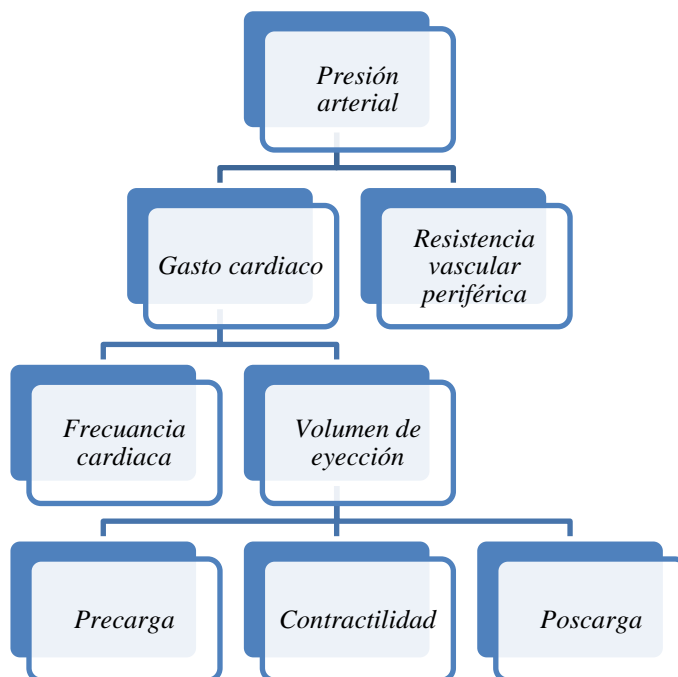 Presión
arterial
Gasto cardiaco
Resistencia
vascular
periférica
Frecuancia
cardiaca
Volumen de
eyección
Precarga
Contractilidad
Poscarga